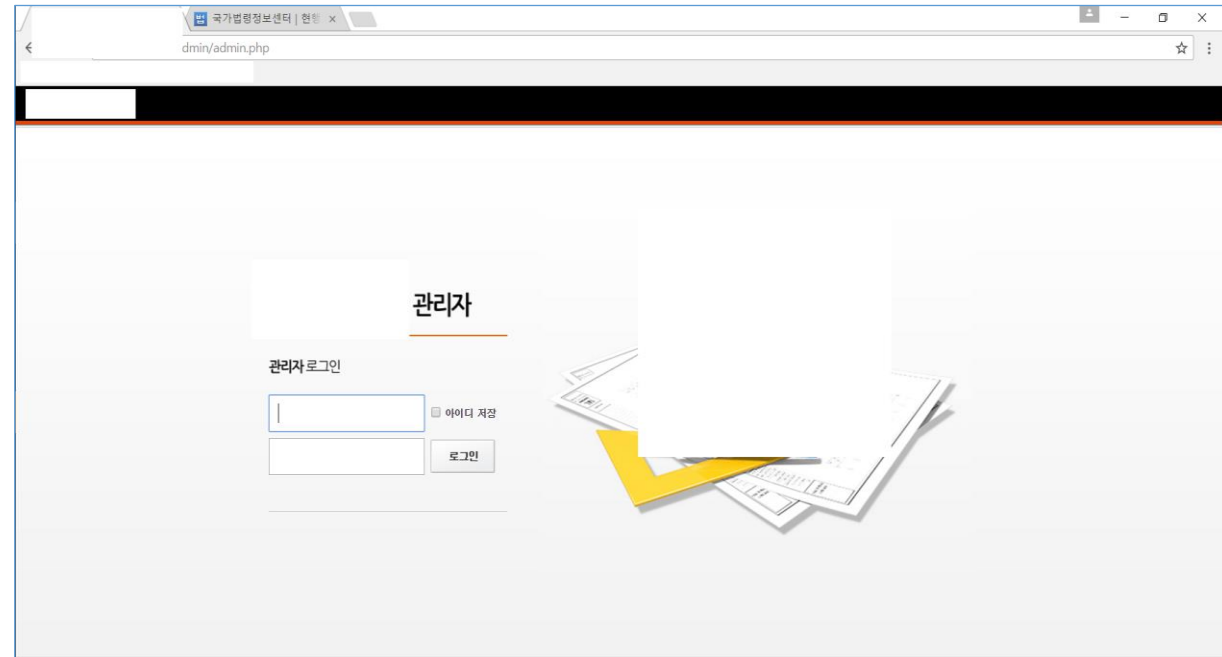 법 국가법령정보센터 | 현행
dmin/admin.php
관리자
관리자 로그인
아이디 저장
로그인